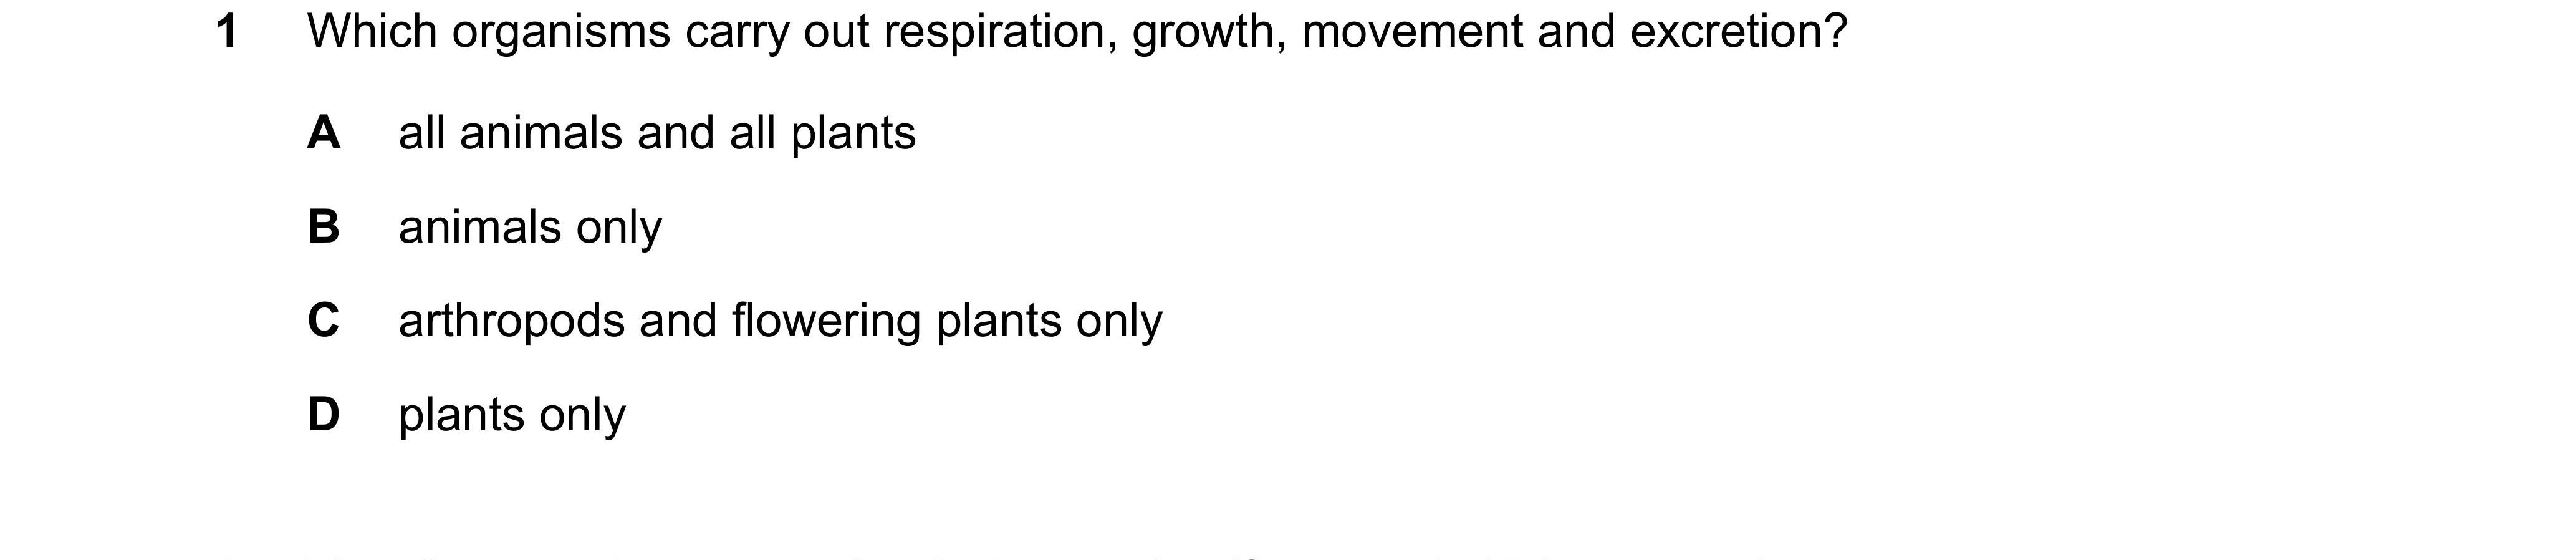 1 Which organisms carry out respiration, growth, movement and excretion?
A all animals and all plants
B animals only
C arthropods and flowering plants only
D plants only